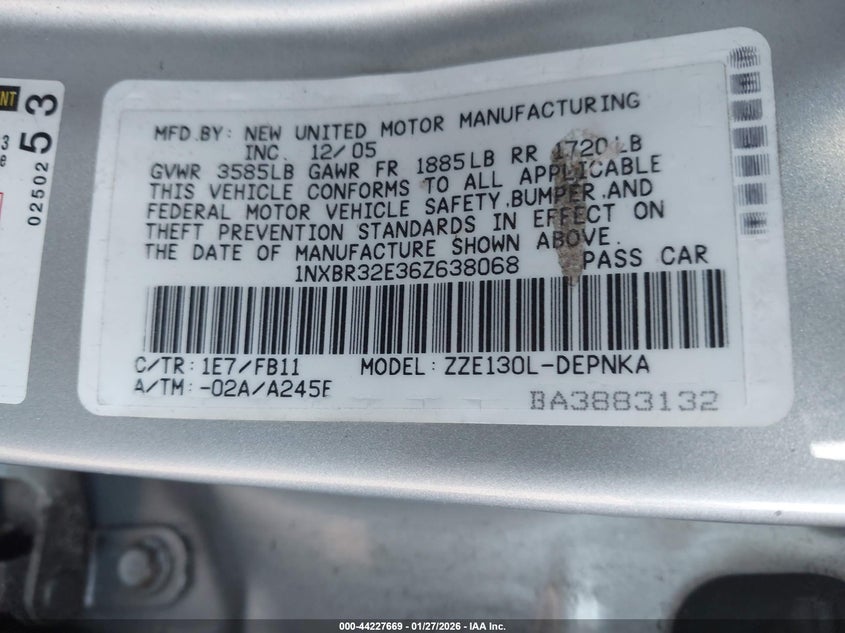 NT
3
e
0250253
MFD.BY: NEW UNITED MOTOR MANUFACTURING
INC. 12/05
GVWR 3585LB GAWR FR 1885LB RR 1720LB
THIS VEHICLE CONFORMS TO ALL APPLICABLE
FEDERAL MOTOR VEHICLE SAFETY,BUMPER,AND
THEFT PREVENTION STANDARDS IN EFFECT ON
THE DATE OF MANUFACTURE SHOWN ABOVE.
1NXBR32E36Z638068 PASS CAR
C/TR: 1E7/FB11 MODEL: ZZE130L-DEPNKA
A/TM: -02A/A245E
BA3883132
000-44227669 | 01/27/2026 - IAA Inc.